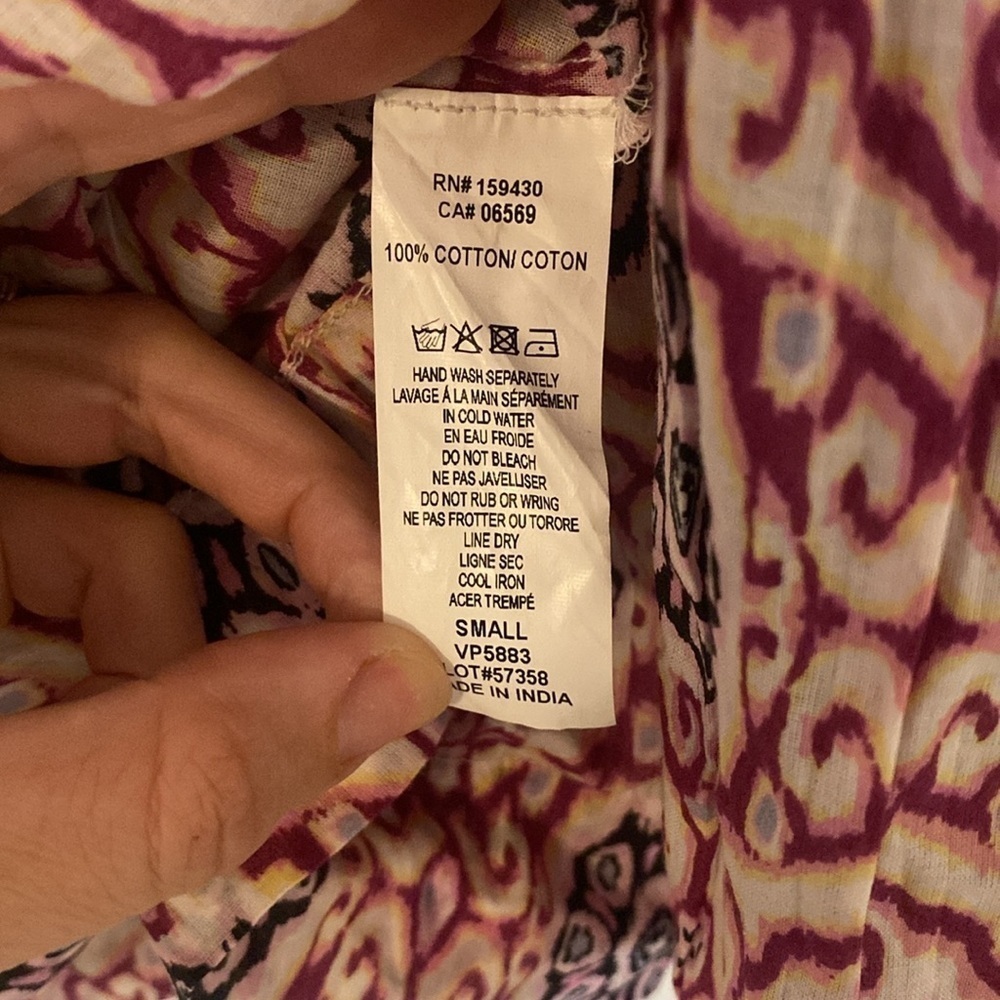 RN# 159430
CA# 06569
100% COTTON/ COTON
HAND WASH SEPARATELY
LAVAGE Á LA MAIN SÉPARÉMENT
IN COLD WATER
EN EAU FROIDE
DO NOT BLEACH
NE PAS JAVELLISER
DO NOT RUB OR WRING
NE PAS FROTTER OU TORORE
LINE DRY
LIGNE SEC
COOL IRON
ACER TREMPÉ
SMALL
VP5883
LOT#57358
ADE IN INDIA